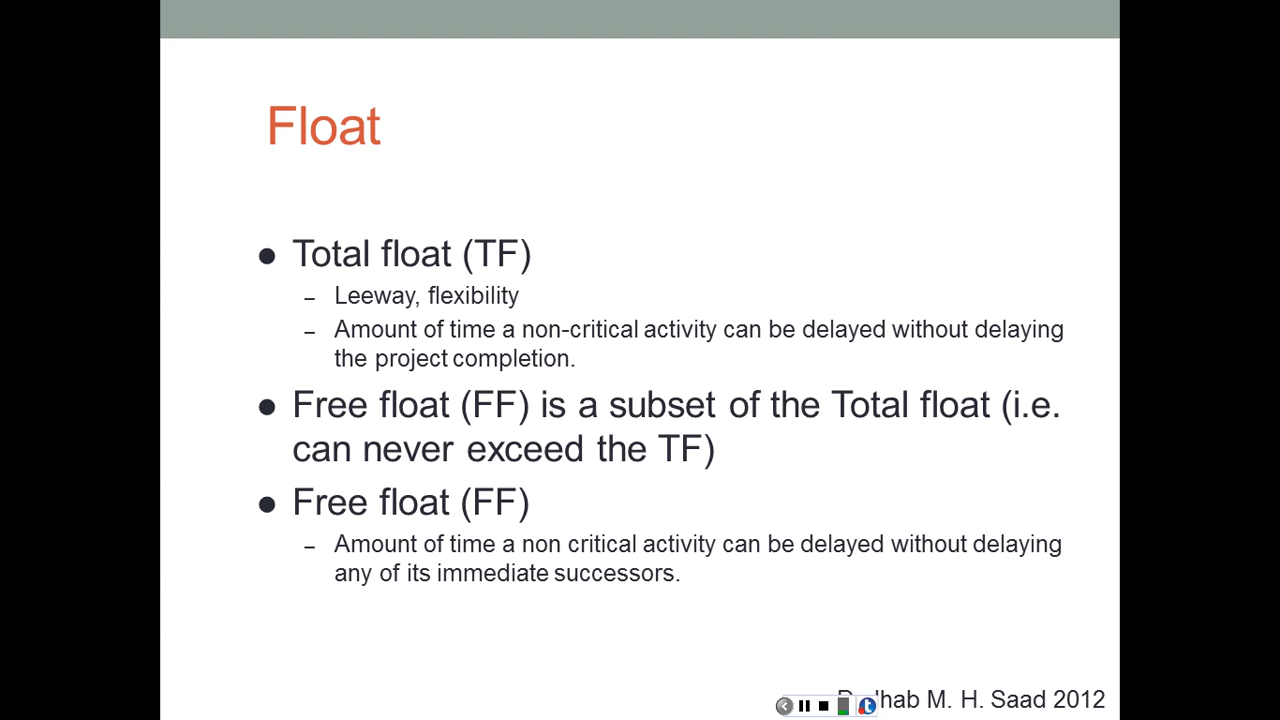 Float
● Total float (TF)
– Leeway, flexibility
– Amount of time a non-critical activity can be delayed without delaying
the project completion.
● Free float (FF) is a subset of the Total float (i.e.
can never exceed the TF)
● Free float (FF)
– Amount of time a non critical activity can be delayed without delaying
any of its immediate successors.
M. H. Saad 2012